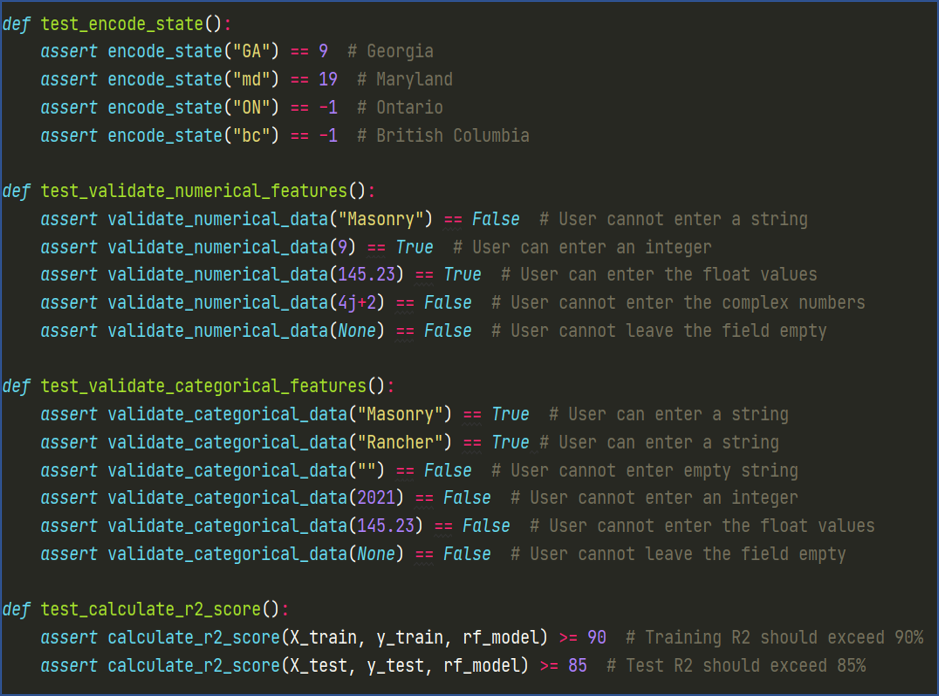 def test_encode_state():
    assert encode_state("GA") == 9  # Georgia
    assert encode_state("md") == 19  # Maryland
    assert encode_state("ON") == -1  # Ontario
    assert encode_state("bc") == -1  # British Columbia

def test_validate_numerical_features():
    assert validate_numerical_data("Masonry") == False  # User cannot enter a string
    assert validate_numerical_data(9) == True  # User can enter an integer
    assert validate_numerical_data(145.23) == True  # User can enter the float values
    assert validate_numerical_data(4j+2) == False  # User cannot enter the complex numbers
    assert validate_numerical_data(None) == False  # User cannot leave the field empty

def test_validate_categorical_features():
    assert validate_categorical_data("Masonry") == True  # User can enter a string
    assert validate_categorical_data("Rancher") == True # User can enter a string
    assert validate_categorical_data("") == False  # User cannot enter empty string
    assert validate_categorical_data(2021) == False  # User cannot enter an integer
    assert validate_categorical_data(145.23) == False  # User cannot enter the float values
    assert validate_categorical_data(None) == False  # User cannot leave the field empty

def test_calculate_r2_score():
    assert calculate_r2_score(X_train, y_train, rf_model) >= 90  # Training R2 should exceed 90%
    assert calculate_r2_score(X_test, y_test, rf_model) >= 85  # Test R2 should exceed 85%